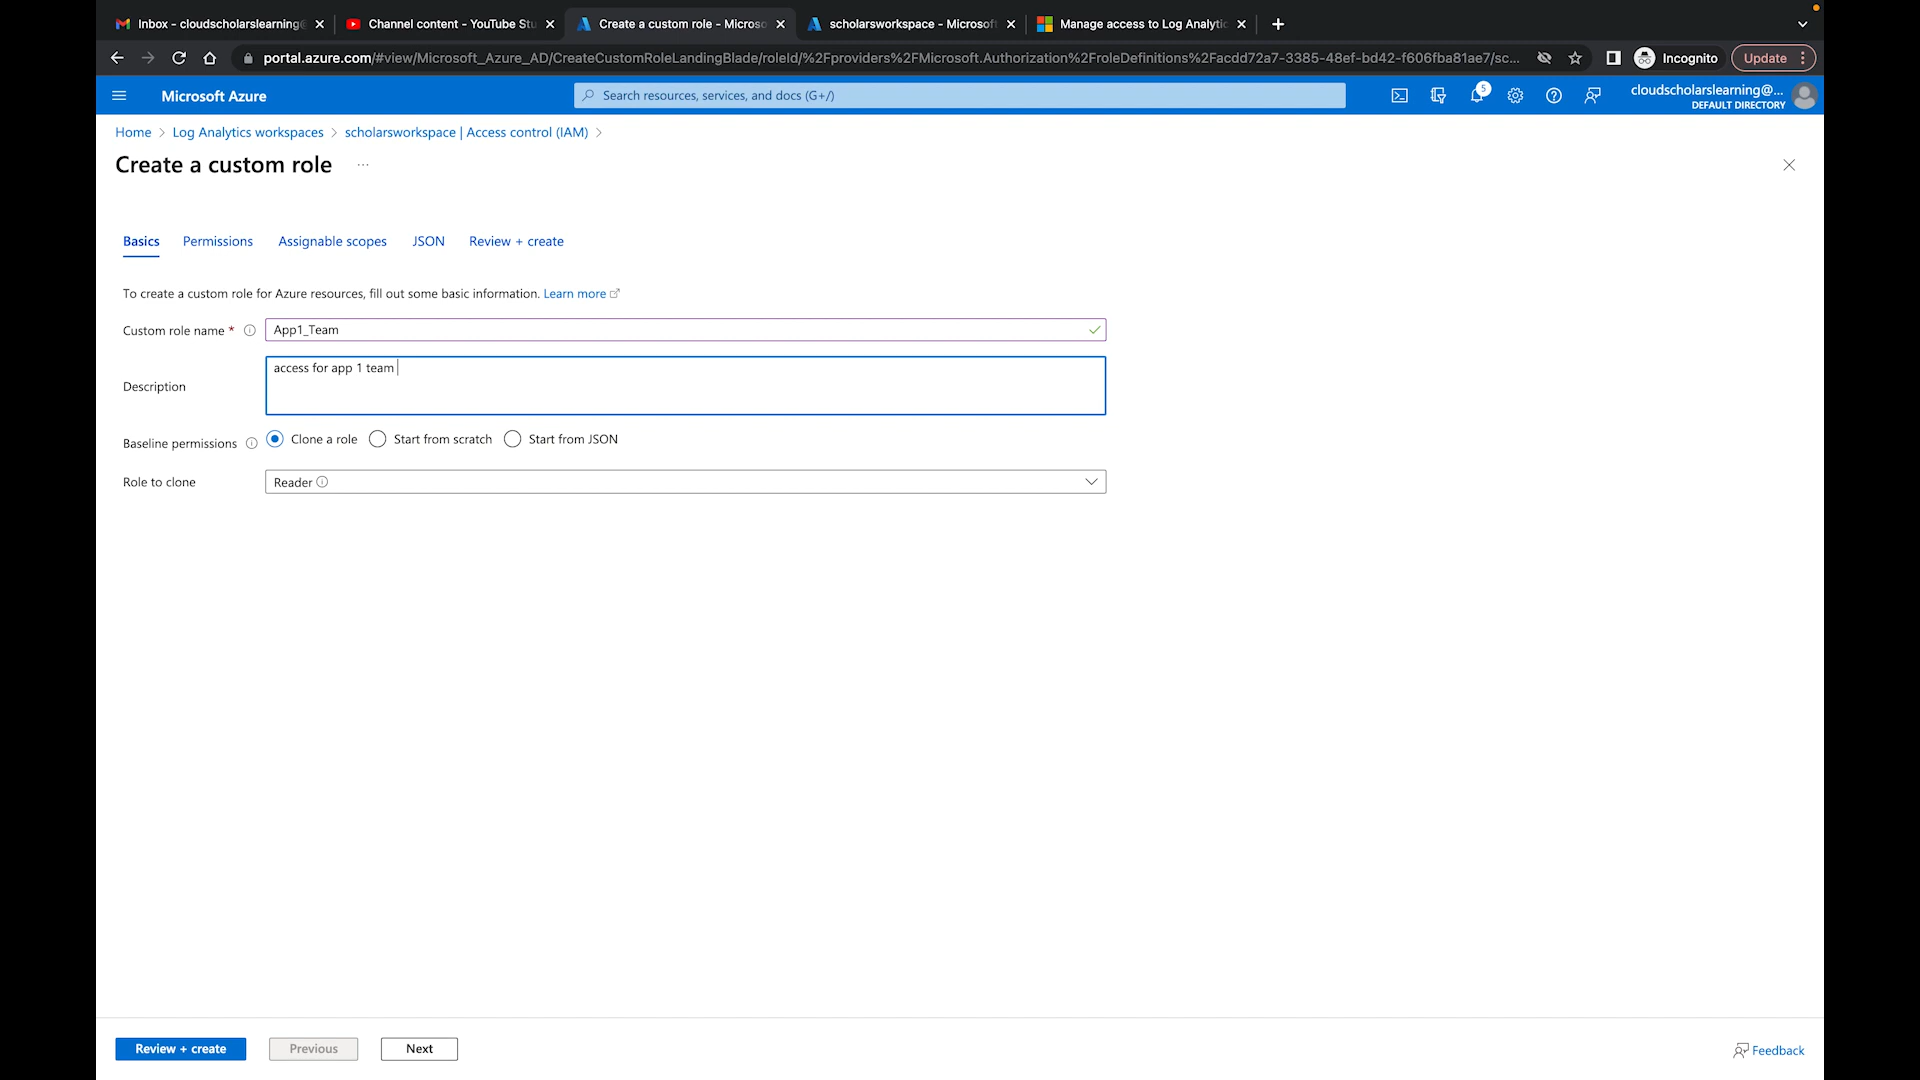 Inbox - cloudscholarslearning@
Channel content - YouTube Stu
Create a custom role - Microso
scholarsworkspace - Microsoft
Manage access to Log Analytic
portal.azure.com/#view/Microsoft_Azure_AD/CreateCustomRoleLandingBlade/roleId/%2Fproviders%2FMicrosoft.Authorization%2FroleDefinitions%2Facdd72a7-3385-48ef-bd42-f606fba81ae7/sc...
Incognito
Update
Microsoft Azure
Search resources, services, and docs (G+/)
5
cloudscholarslearning@...
DEFAULT DIRECTORY
Home > Log Analytics workspaces > scholarsworkspace | Access control (IAM) >
Create a custom role ...
Basics Permissions Assignable scopes JSON Review + create
To create a custom role for Azure resources, fill out some basic information. Learn more
Custom role name * App1_Team
access for app 1 team
Description
Baseline permissions Clone a role Start from scratch Start from JSON
Role to clone Reader
Review + create Previous Next
Feedback